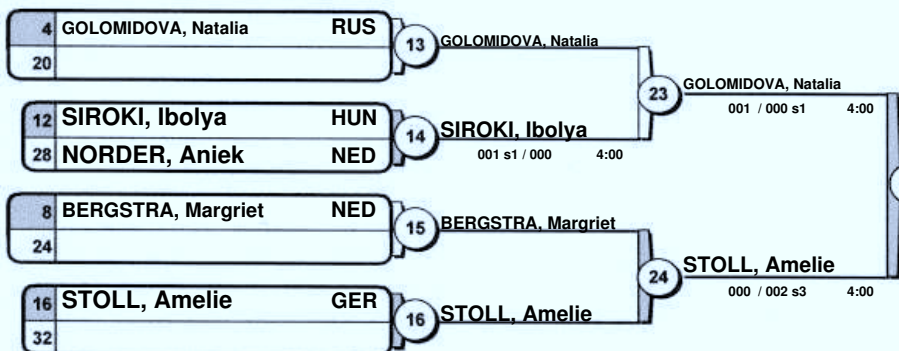 4 GOLOMIDOVA, Natalia RUS
20
13 GOLOMIDOVA, Natalia
12 SIROKI, Ibolya HUN
28 NORDER, Aniek NED
14 SIROKI, Ibolya
001 s1 / 000 4:00
23 GOLOMIDOVA, Natalia
001 / 000 s1 4:00
8 BERGSTRA, Margriet NED
24
15 BERGSTRA, Margriet
16 STOLL, Amelie GER
32
16 STOLL, Amelie
24 STOLL, Amelie
000 / 002 s3 4:00